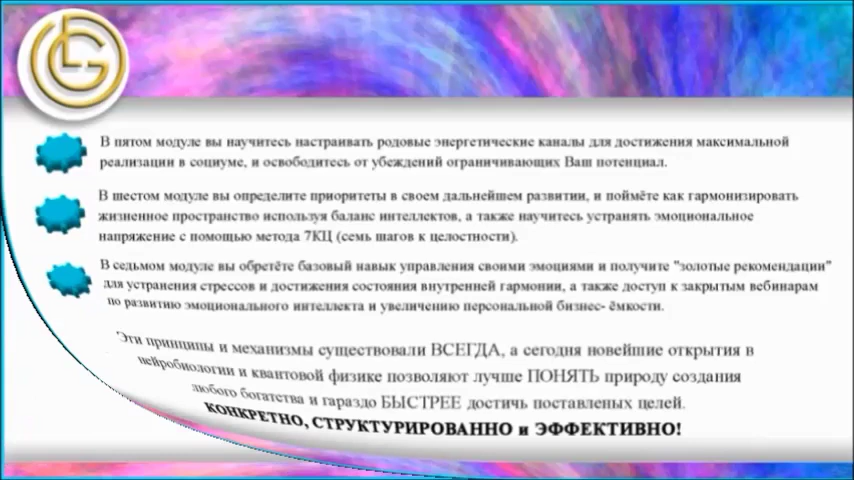 LG
В пятом модуле вы научитесь настраивать родовые энергетические каналы для достижения максимальной
реализации в социуме, и освободитесь от убеждений ограничивающих Ваш потенциал.
В шестом модуле вы определите приоритеты в своем дальнейшем развитии, и поймёте как гармонизировать
жизненное пространство используя баланс интеллектов, а также научитесь устранять эмоциональное
напряжение с помощью метода 7КЦ (семь шагов к целостности).
В седьмом модуле вы обретёте базовый навык управления своими эмоциями и получите "золотые рекомендации"
для устранения стрессов и достижения состояния внутренней гармонии, а также доступ к закрытым вебинарам
по развитию эмоционального интеллекта и увеличению персональной бизнес- ёмкости.
Эти принципы и механизмы существовали ВСЕГДА, а сегодня новейшие открытия в
нейробиологии и квантовой физике позволяют лучше ПОНЯТЬ природу создания
любого богатства и гараздо БЫСТРЕЕ достичь поставленых целей.
КОНКРЕТНО, СТРУКТУРИРОВАННО и ЭФФЕКТИВНО!